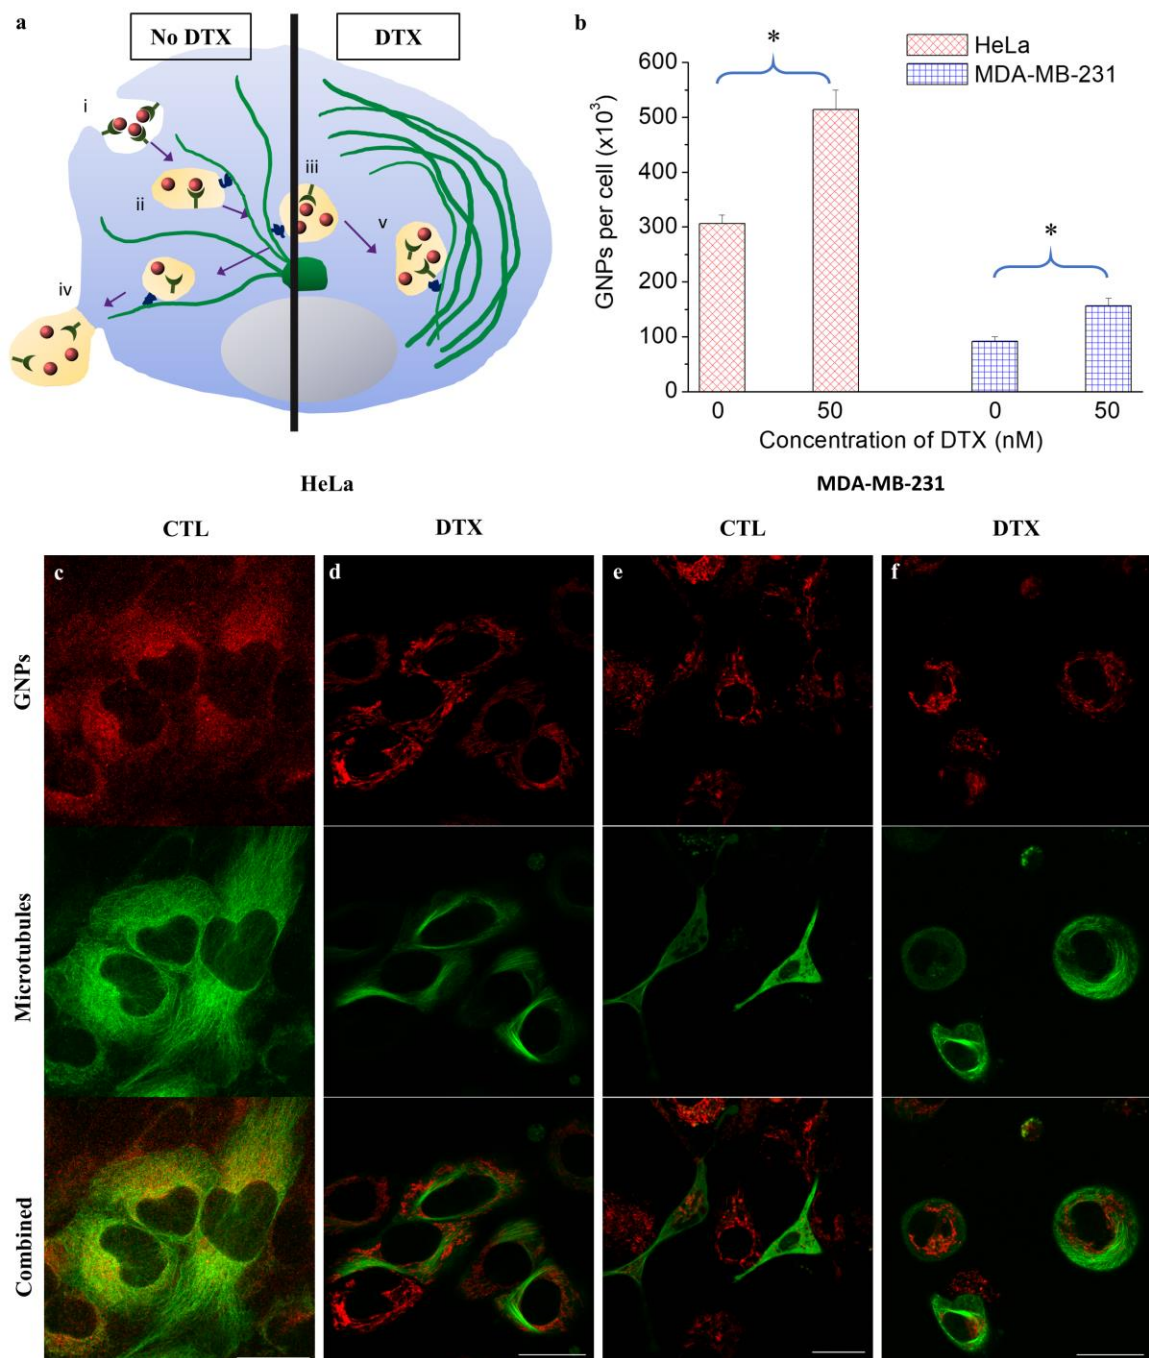 a
No DTX
DTX
i
ii
iii
iv
v
b
HeLa
MDA-MB-231
*
*
GNPs per cell (x10³)
600
500
400
300
200
100
0
0
50
0
50
Concentration of DTX (nM)
HeLa
MDA-MB-231
CTL
DTX
CTL
DTX
c
d
e
f
GNPs
Microtubules
Combined